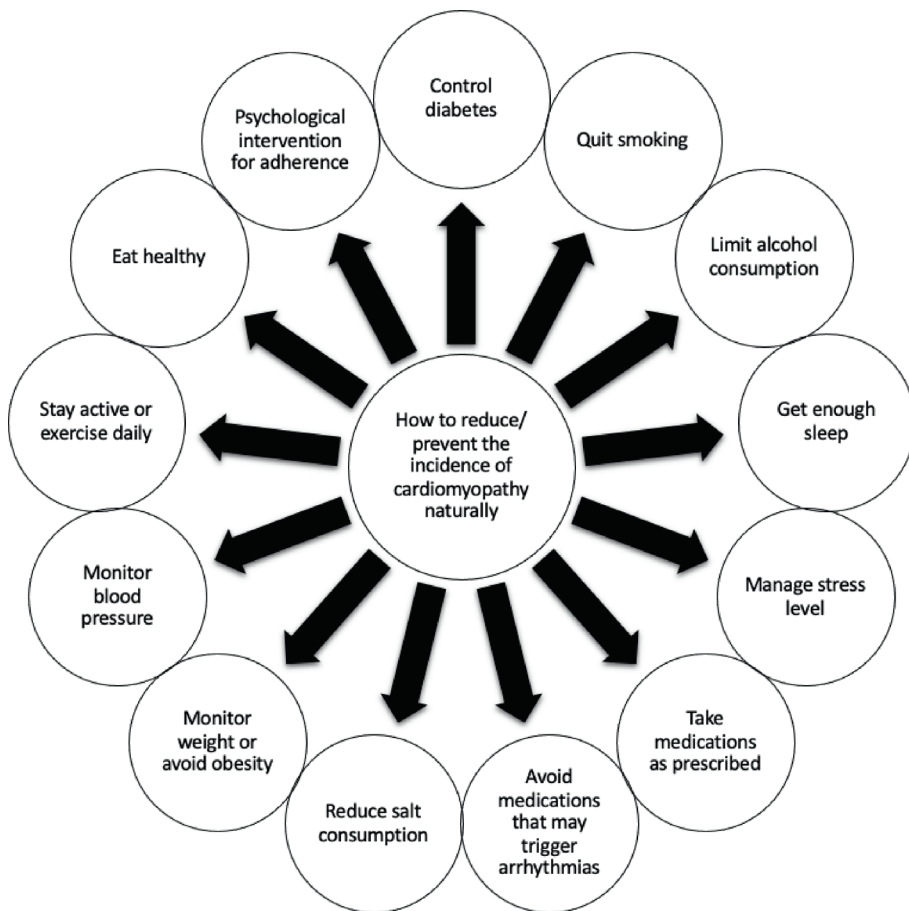 Control
diabetes
Quit smoking
Limit alcohol
consumption
Get enough
sleep
Manage stress
level
Take
medications
as prescribed
Avoid
medications
that may
trigger
arrhythmias
Reduce salt
consumption
Monitor
weight or
avoid obesity
Monitor
blood
pressure
Stay active or
exercise daily
Eat healthy
Psychological
intervention
for adherence
How to reduce/
prevent the
incidence of
cardiomyopathy
naturally